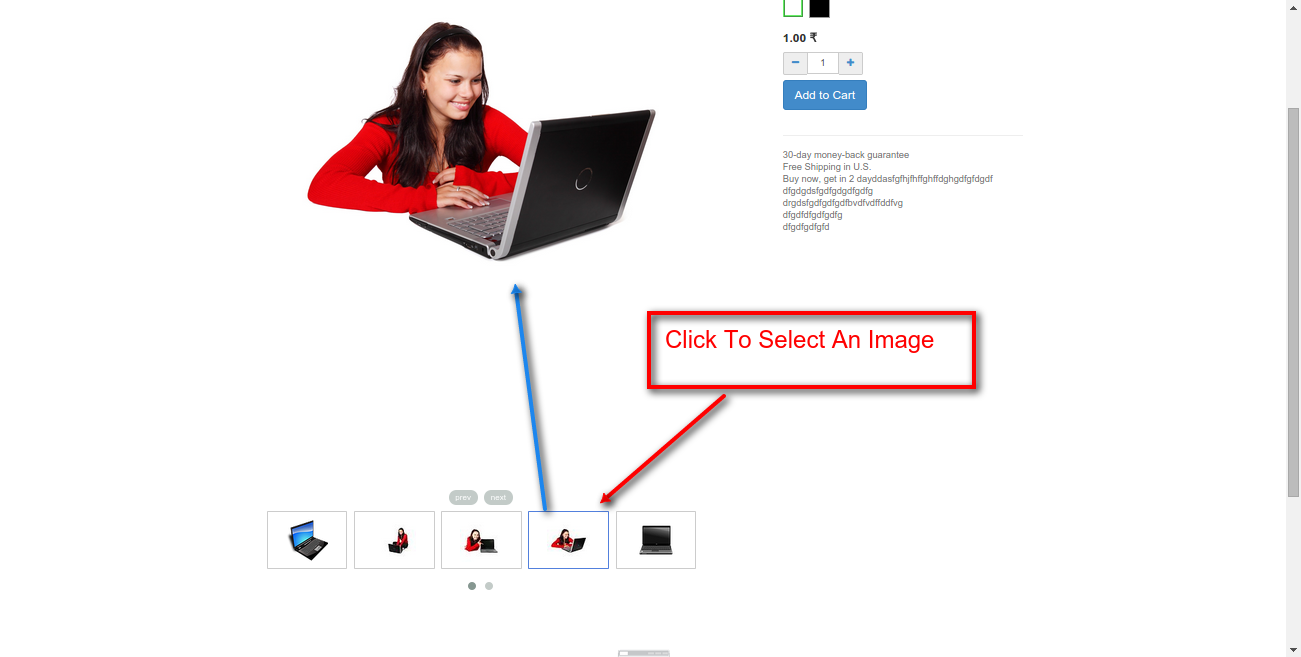 1.00 ₹
− 1 +
Add to Cart
30-day money-back guarantee
Free Shipping in U.S.
Buy now, get in 2 dayddasfgfhjfhffghffdghgdfgfdgdf
dfgdgdsfgdfgdgdfgdfg
drgdsfgdfgdfgdfbvdfvdffddfvg
dfgdfdfgdfgdfg
dfgdfgdfgfd
Click To Select An Image
prev next